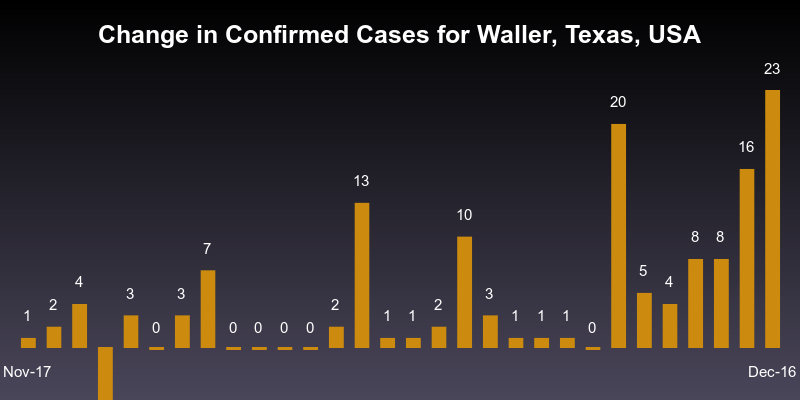 Change in Confirmed Cases for Waller, Texas, USA
1 2 4 3 0 3 7 0 0 0 0 2 13 1 1 2 10 3 1 1 1 0 20 5 4 8 8 16 23
Nov-17 Dec-16